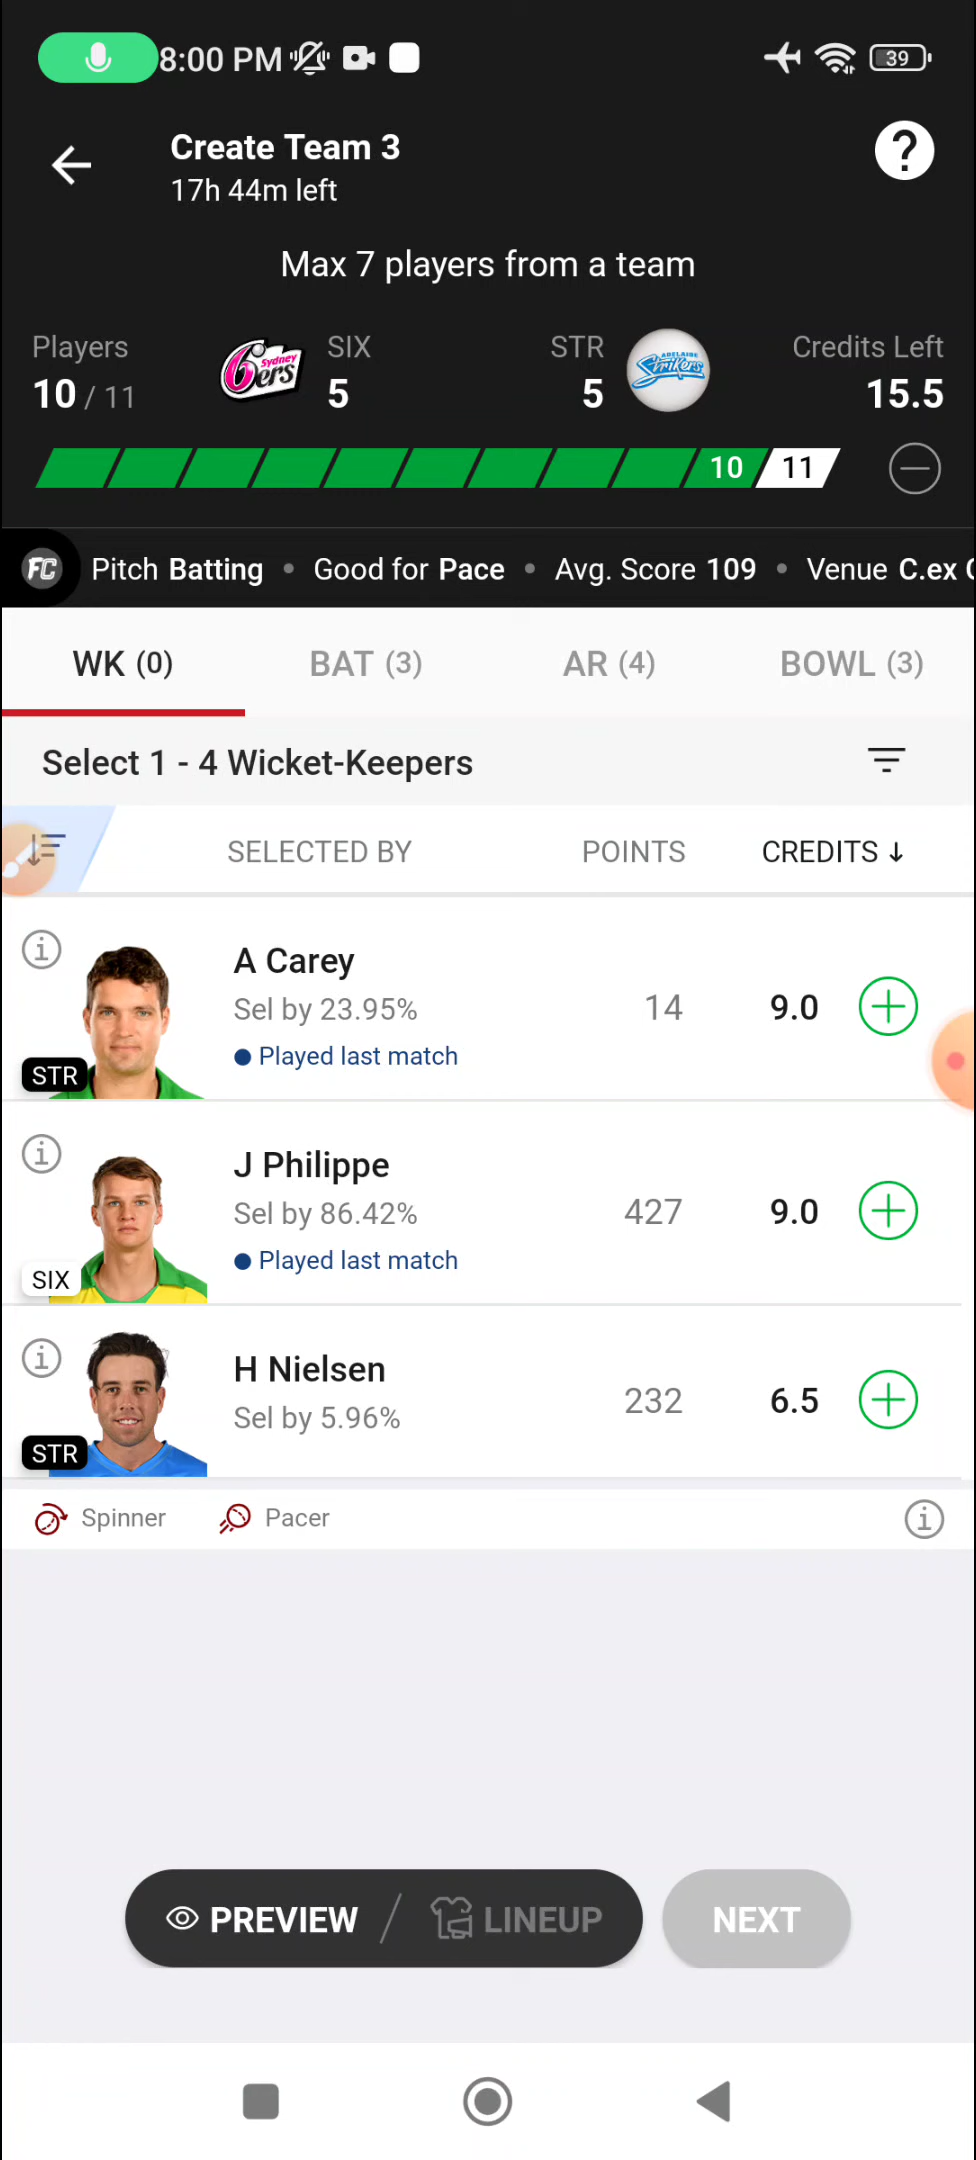 8:00 PM
39
Create Team 3
17h 44m left
?
Max 7 players from a team
Players
10 / 11
6ers Sydney
SIX
5
STR
5
ADELAIDE
Strikers
Credits Left
15.5
10 11
FC Pitch Batting • Good for Pace • Avg. Score 109 • Venue C.ex
WK (0) BAT (3) AR (4) BOWL (3)
Select 1 - 4 Wicket-Keepers
SELECTED BY POINTS CREDITS ↓
A Carey
Sel by 23.95%
Played last match
STR
14 9.0
J Philippe
Sel by 86.42%
Played last match
SIX
427 9.0
H Nielsen
Sel by 5.96%
STR
232 6.5
Spinner Pacer
PREVIEW / LINEUP NEXT